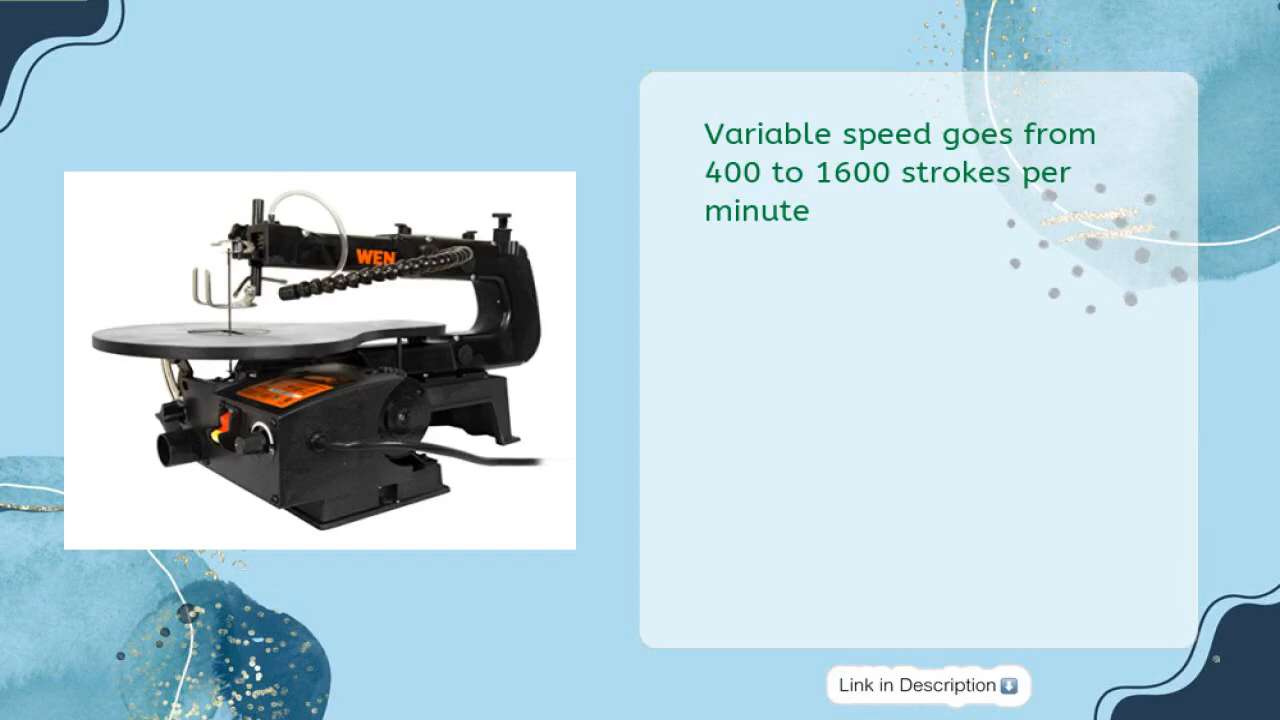 WEN
Variable speed goes from
400 to 1600 strokes per
minute
Link in Description ⬇️